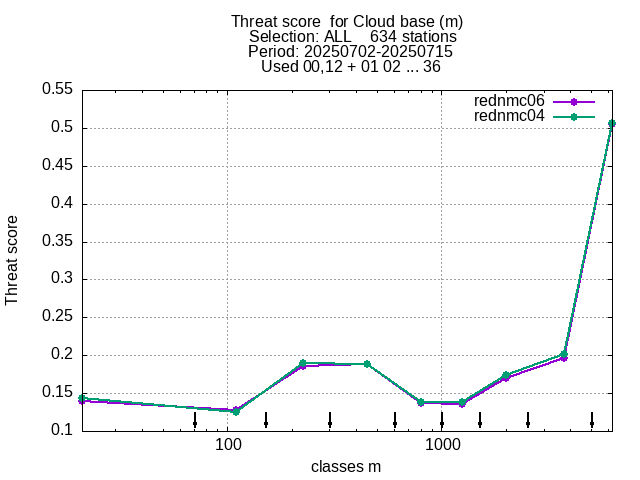 Threat score  for Cloud base (m)
Selection: ALL    634 stations
Period: 20250702-20250715
Used 00,12 + 01 02 ... 36
rednmc06
rednmc04
0.55
0.5
0.45
0.4
0.35
0.3
0.25
0.2
0.15
0.1
Threat score
100
1000
classes m